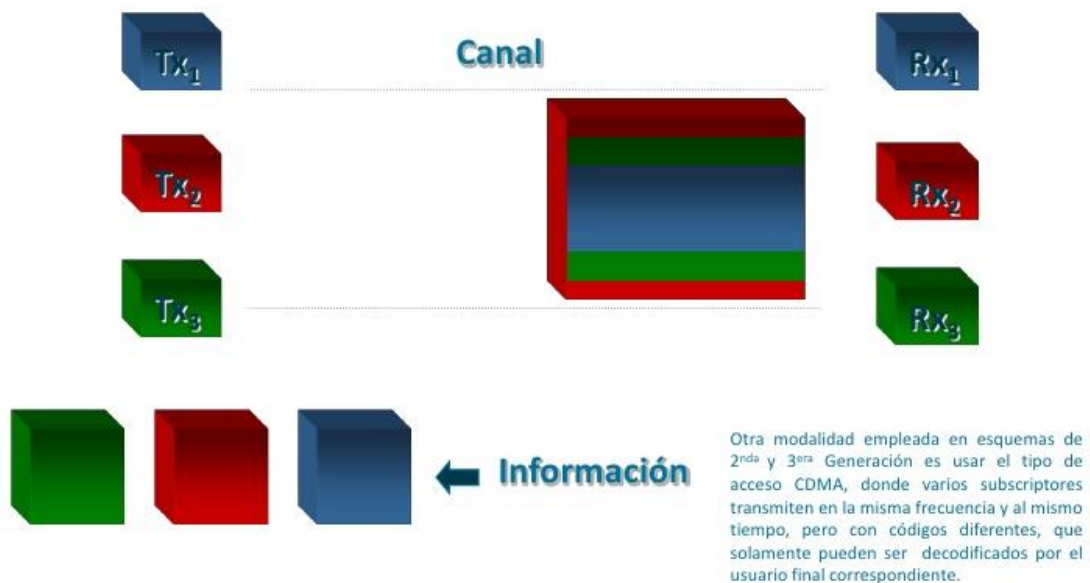 Canal
Tx1
Rx1
Tx2
Rx2
Tx3
Rx3
Información
Otra modalidad empleada en esquemas de
2nda y 3era Generación es usar el tipo de
acceso CDMA, donde varios subscriptores
transmiten en la misma frecuencia y al mismo
tiempo, pero con códigos diferentes, que
solamente pueden ser decodificados por el
usuario final correspondiente.